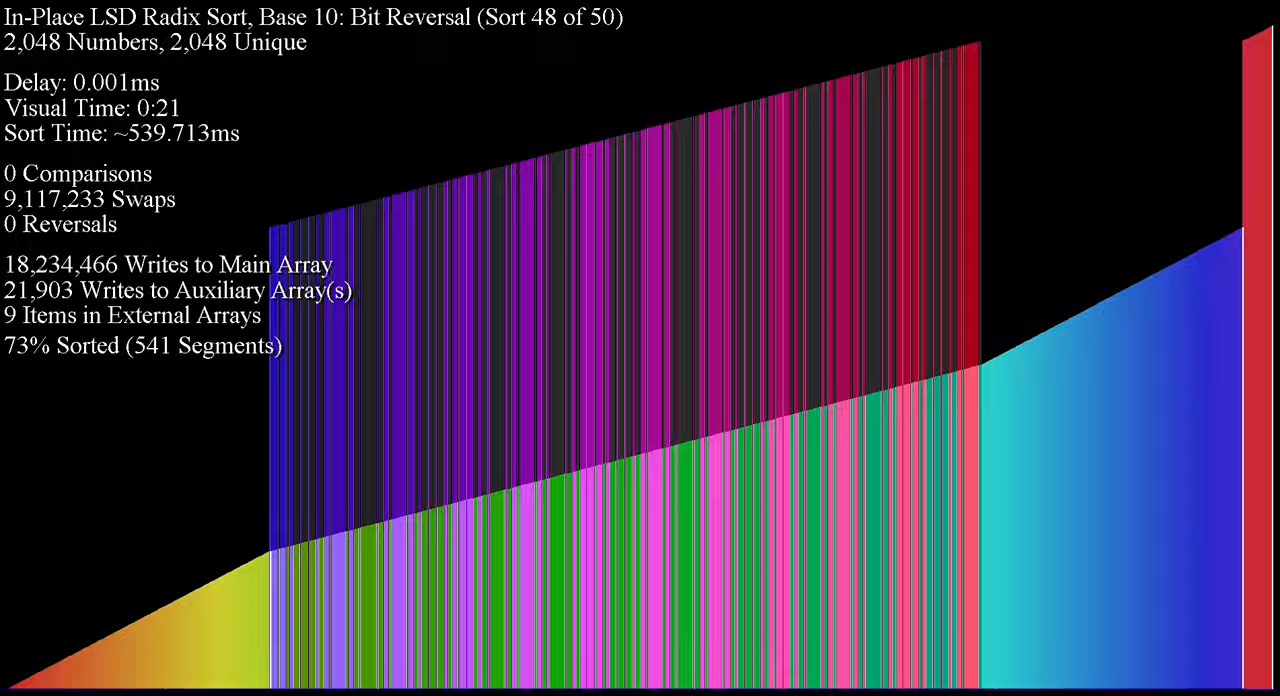 In-Place LSD Radix Sort, Base 10: Bit Reversal (Sort 48 of 50)
2,048 Numbers, 2,048 Unique
Delay: 0.001ms
Visual Time: 0:21
Sort Time: ~539.713ms
0 Comparisons
9,117,233 Swaps
0 Reversals
18,234,466 Writes to Main Array
21,903 Writes to Auxiliary Array(s)
9 Items in External Arrays
73% Sorted (541 Segments)